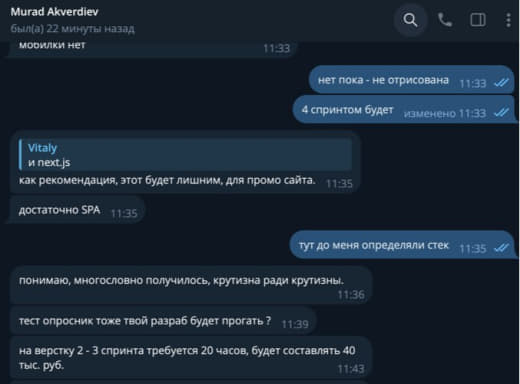 Murad Akverdiev
был(а) 22 минуты назад
мобилки нет 11:33
нет пока - не отрисована 11:33
4 спринтом будет изменено 11:33
Vitaly
и next.js
как рекомендация, этот будет лишним, для промо сайта. 11:35
достаточно SPA 11:35
тут до меня определяли стек 11:35
понимаю, многословно получилось, крутизна ради крутизны.
11:36
тест опросник тоже твой разраб будет прогать ? 11:39
на верстку 2 - 3 спринта требуется 20 часов, будет составлять 40
тыс. руб. 11:43